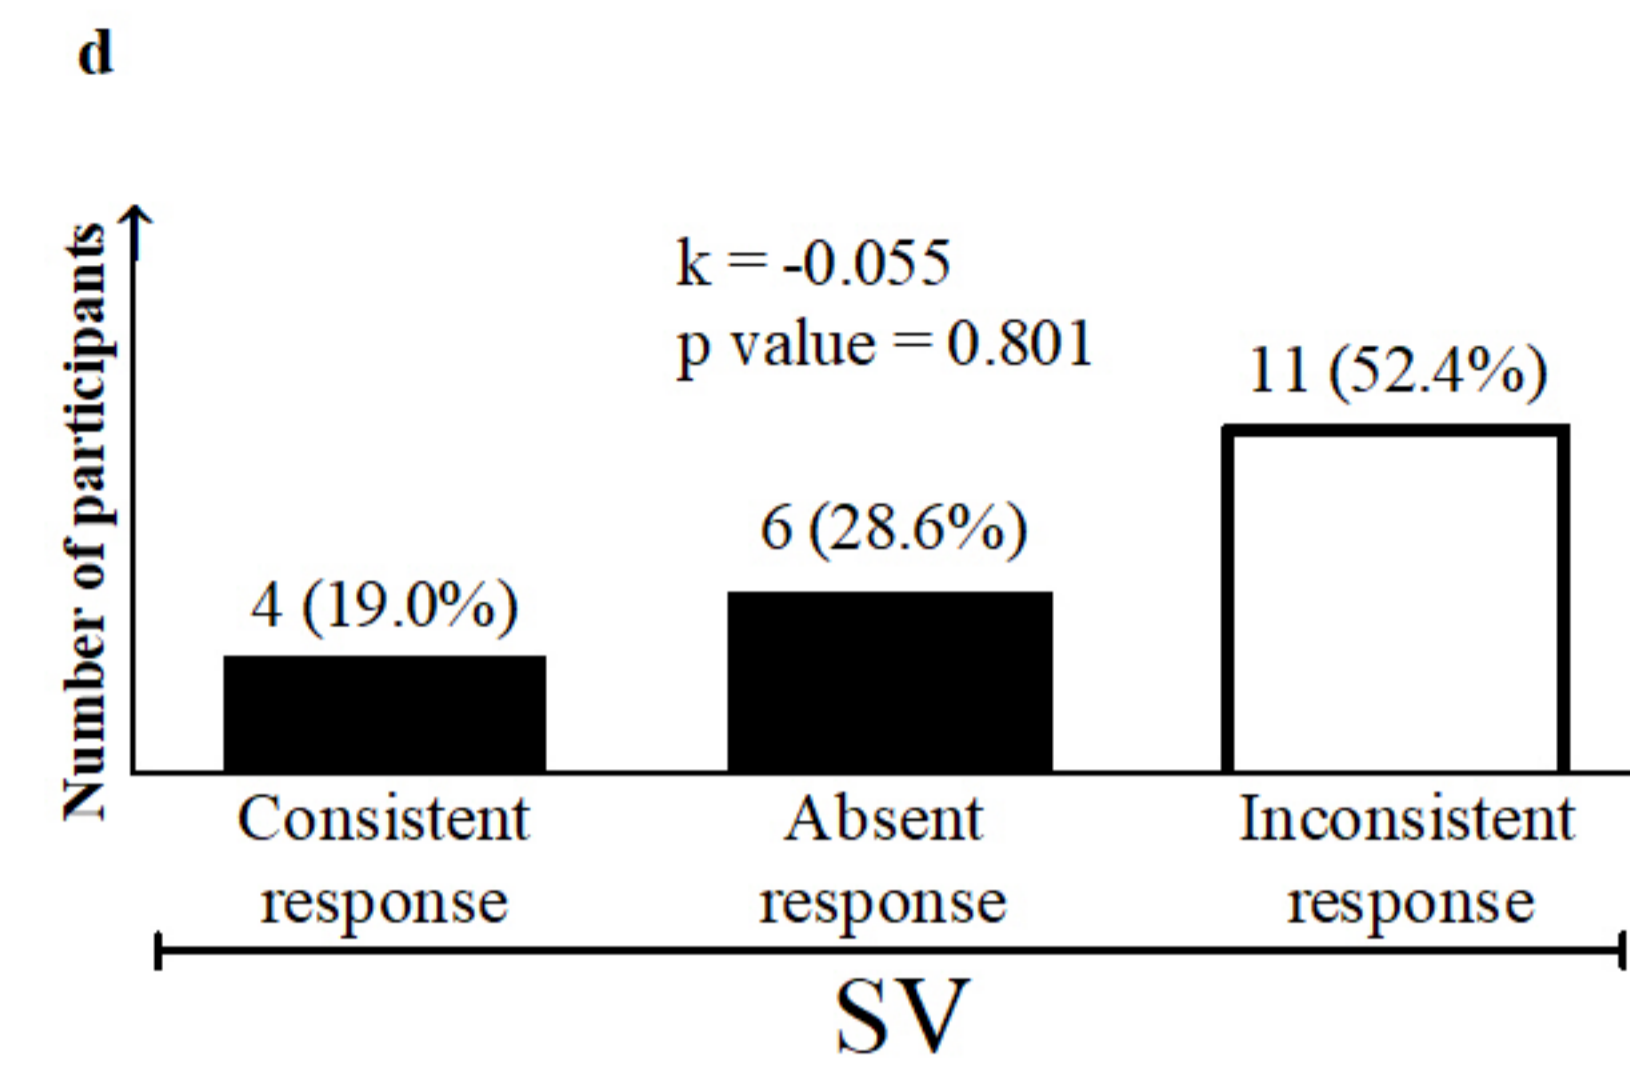 d
Number of participants
k = -0.055
p value = 0.801
4 (19.0%)
6 (28.6%)
11 (52.4%)
Consistent
response
Absent
response
Inconsistent
response
SV